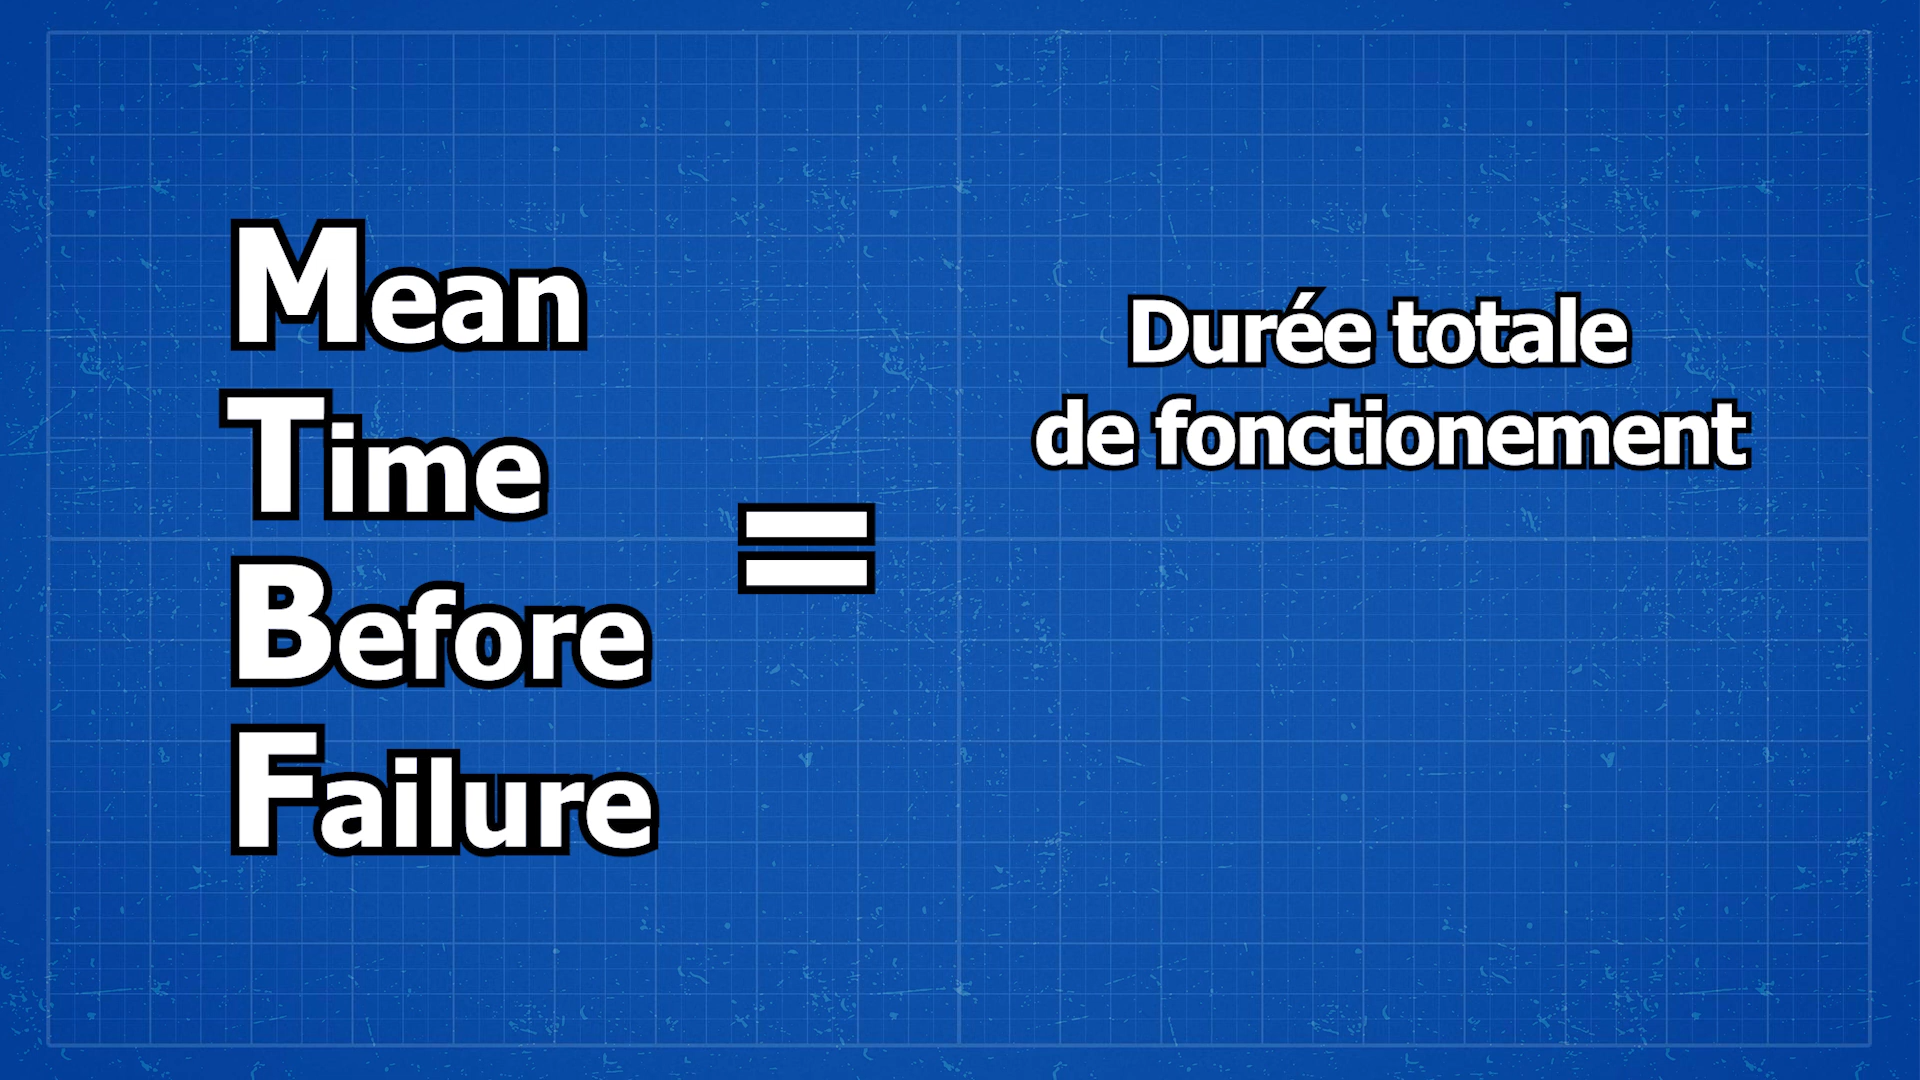 Mean
Time
Before
Failure
=
Durée totale
de fonctionement